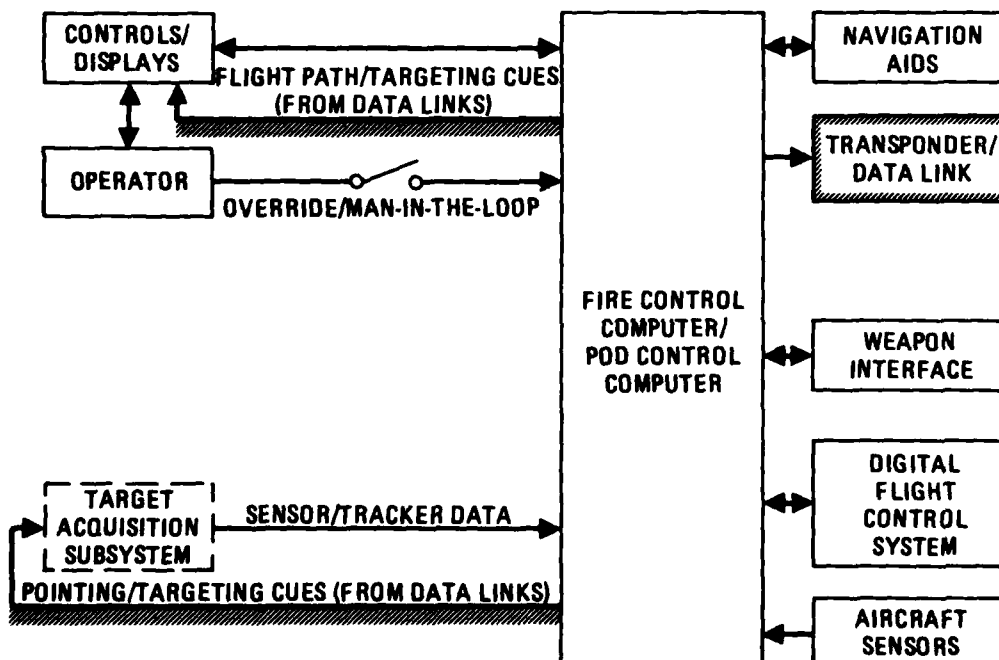 CONTROLS/
DISPLAYS
FLIGHT PATH/TARGETING CUES
(FROM DATA LINKS)
OPERATOR
OVERRIDE/MAN-IN-THE-LOOP
TARGET
ACQUISITION
SUBSYSTEM
SENSOR/TRACKER DATA
POINTING/TARGETING CUES (FROM DATA LINKS)
FIRE CONTROL
COMPUTER/
POD CONTROL
COMPUTER
NAVIGATION
AIDS
TRANSPONDER/
DATA LINK
WEAPON
INTERFACE
DIGITAL
FLIGHT
CONTROL
SYSTEM
AIRCRAFT
SENSORS